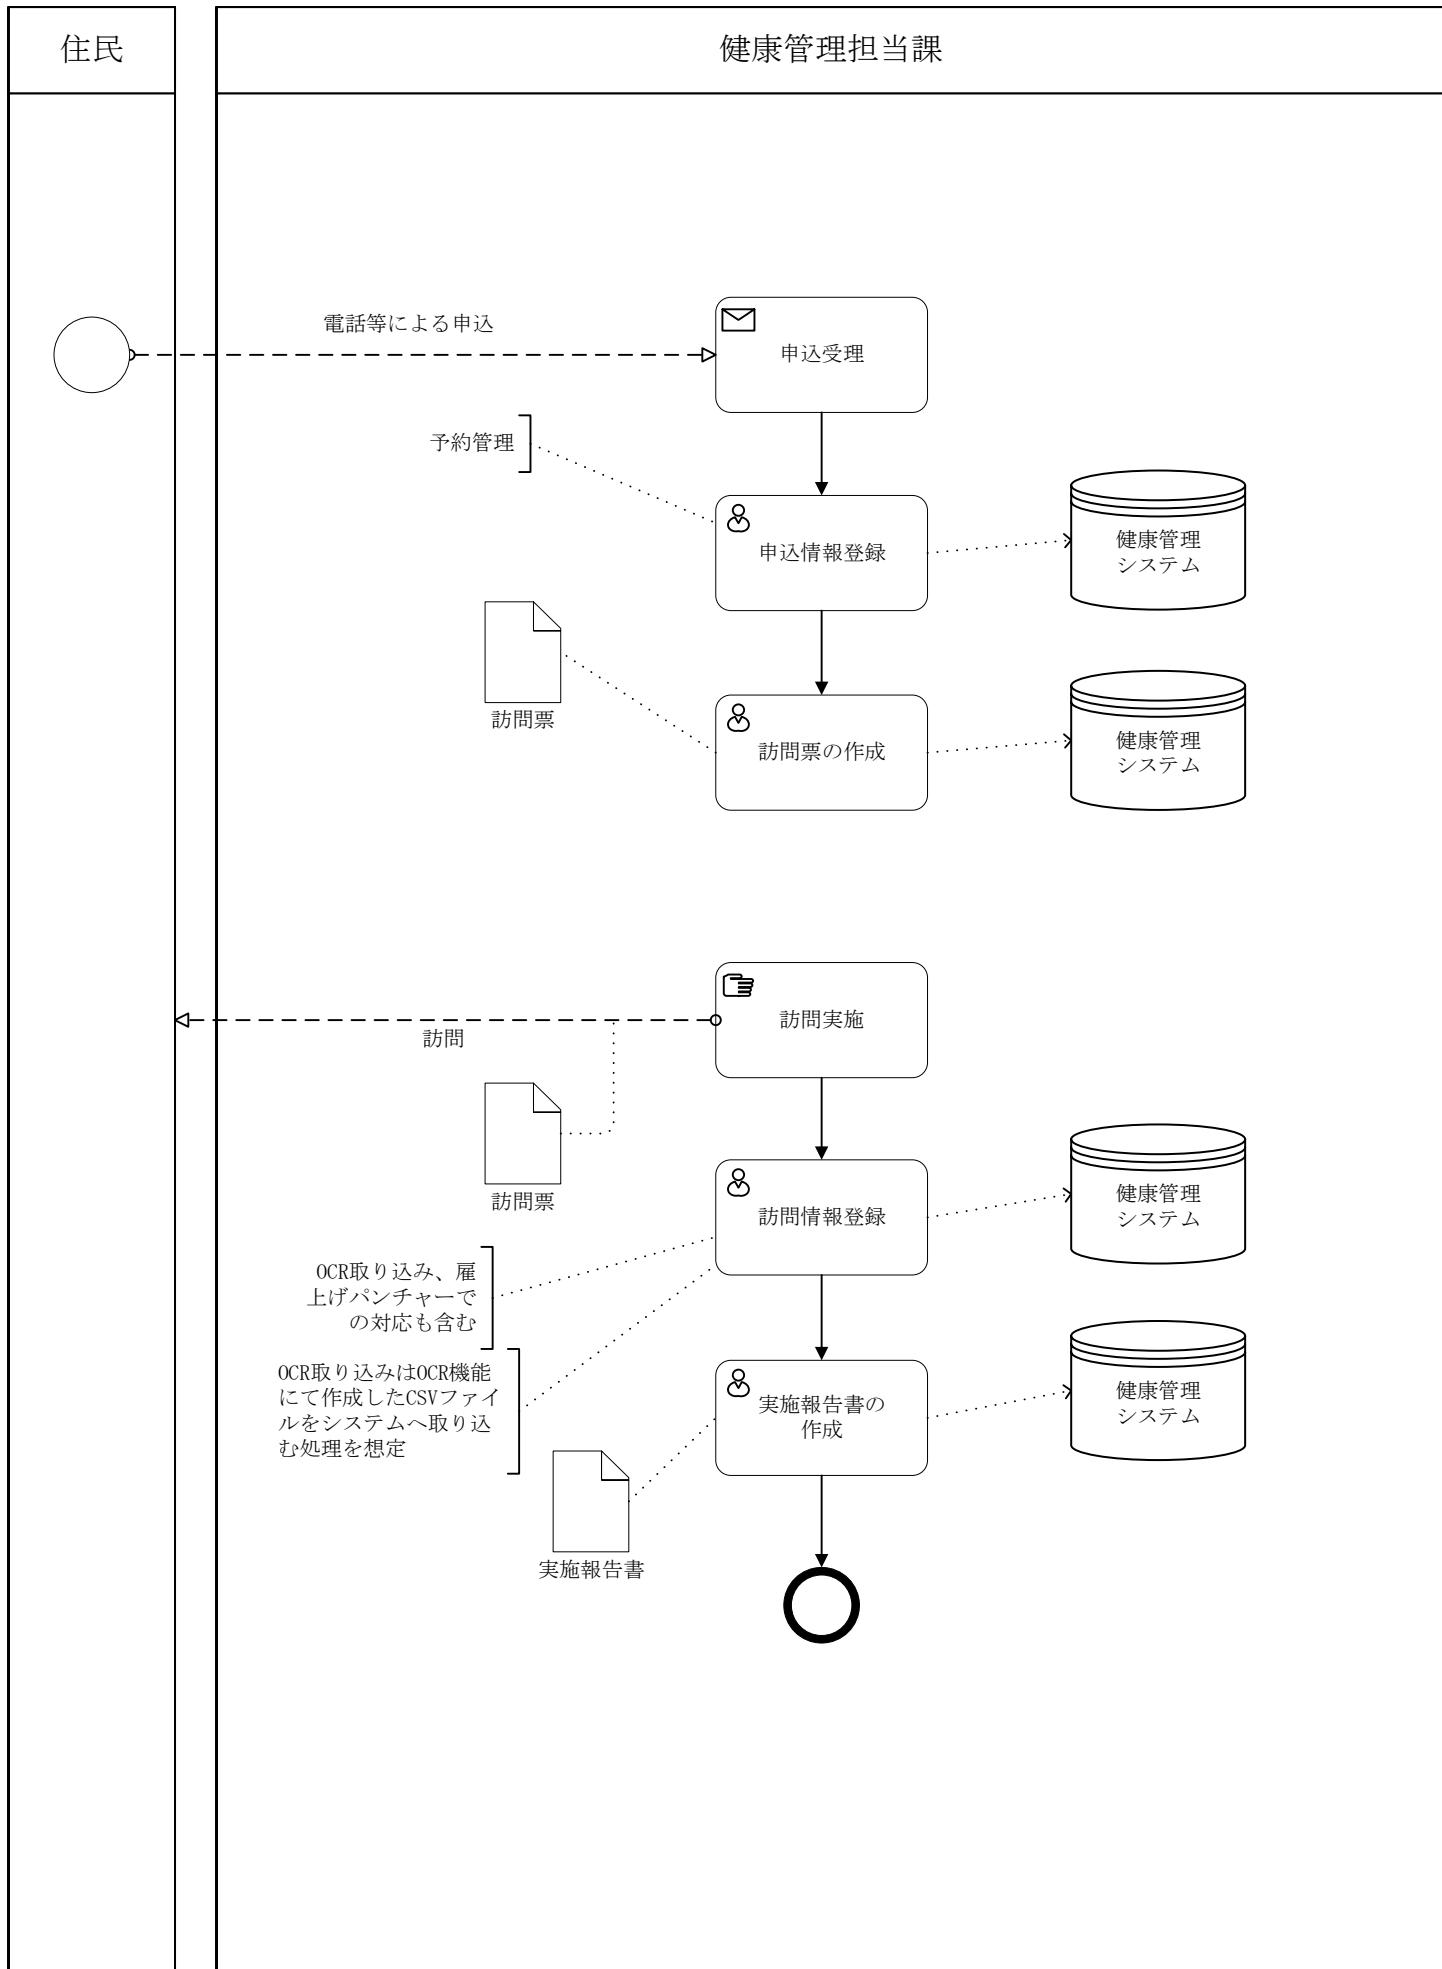 住民
健康管理担当課
電話等による申込
申込受理
予約管理
申込情報登録
健康管理
システム
訪問票
訪問票の作成
健康管理
システム
訪問実施
訪問
訪問票
訪問情報登録
健康管理
システム
OCR取り込み、雇
上げパンチャーで
の対応も含む
OCR取り込みはOCR機能
にて作成したCSVファイ
ルをシステムへ取り込
む処理を想定
実施報告書の
作成
健康管理
システム
実施報告書